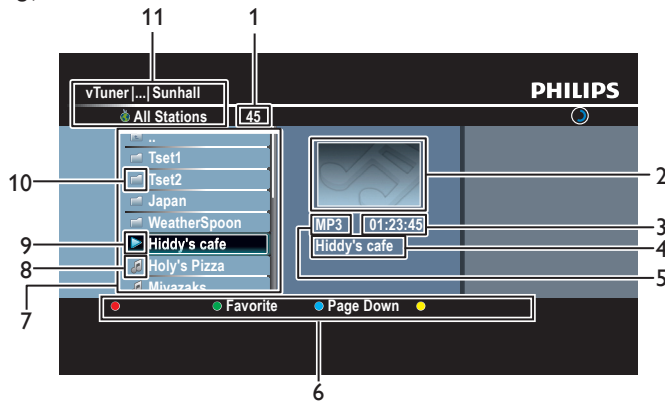 11 1
vTuner |...| Sunhall
PHILIPS
All Stations 45
..
Tset1
10 Tset2 2
Japan
WeatherSpoon MP3 01:23:45 3
9 Hiddy's cafe Hiddy's cafe 4
8 Holy's Pizza 5
Miyazaks
7
Favorite Page Down
6